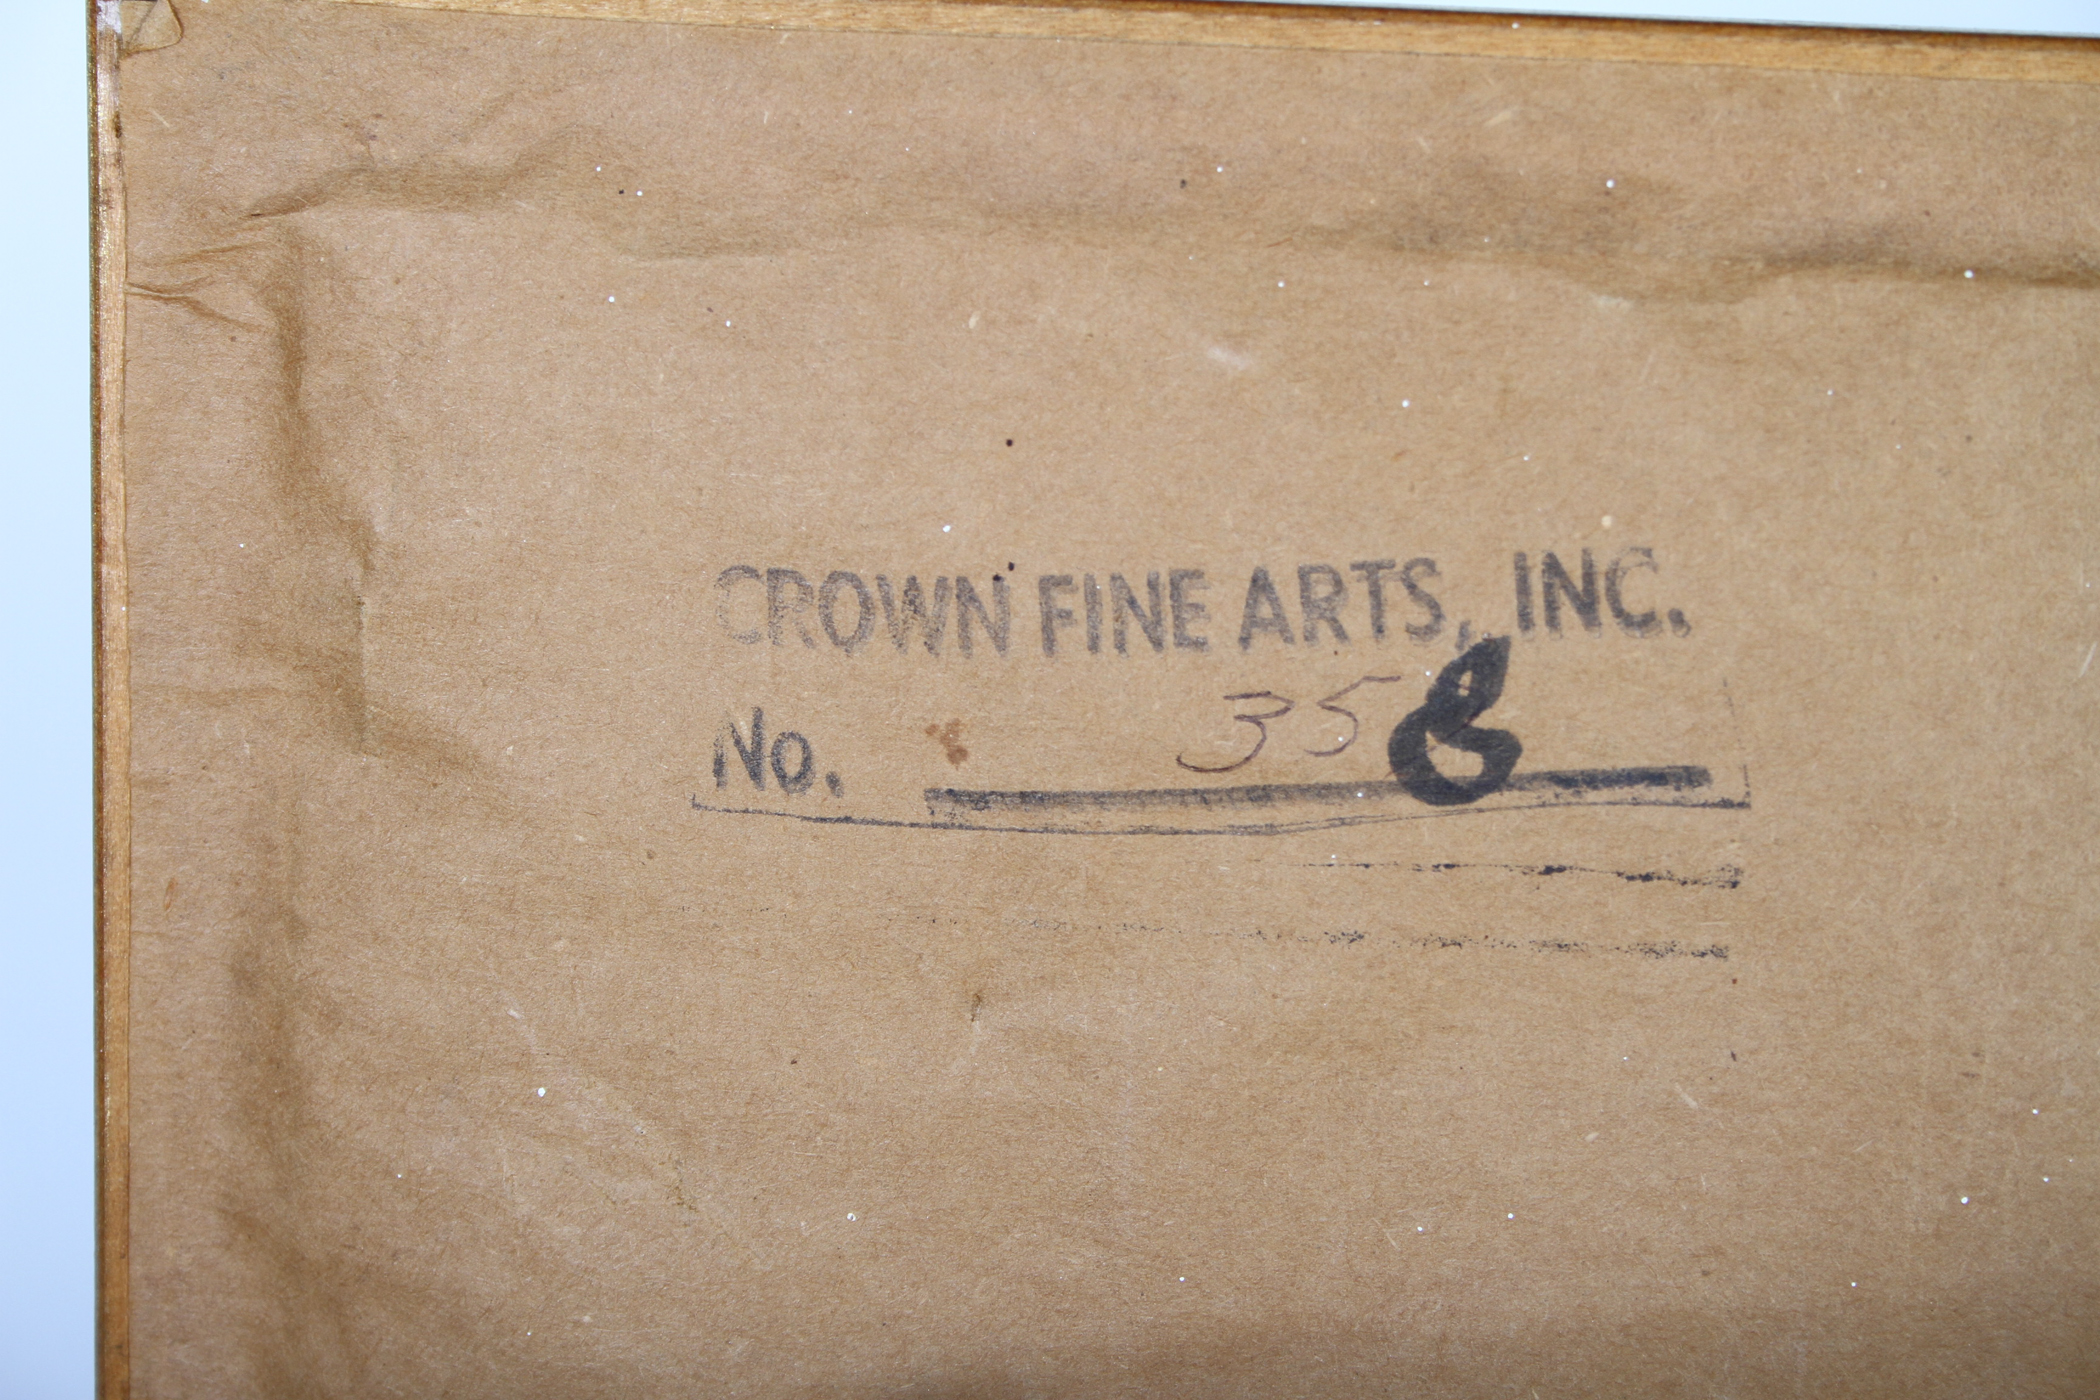 CROWN FINE ARTS, INC.
No. 358